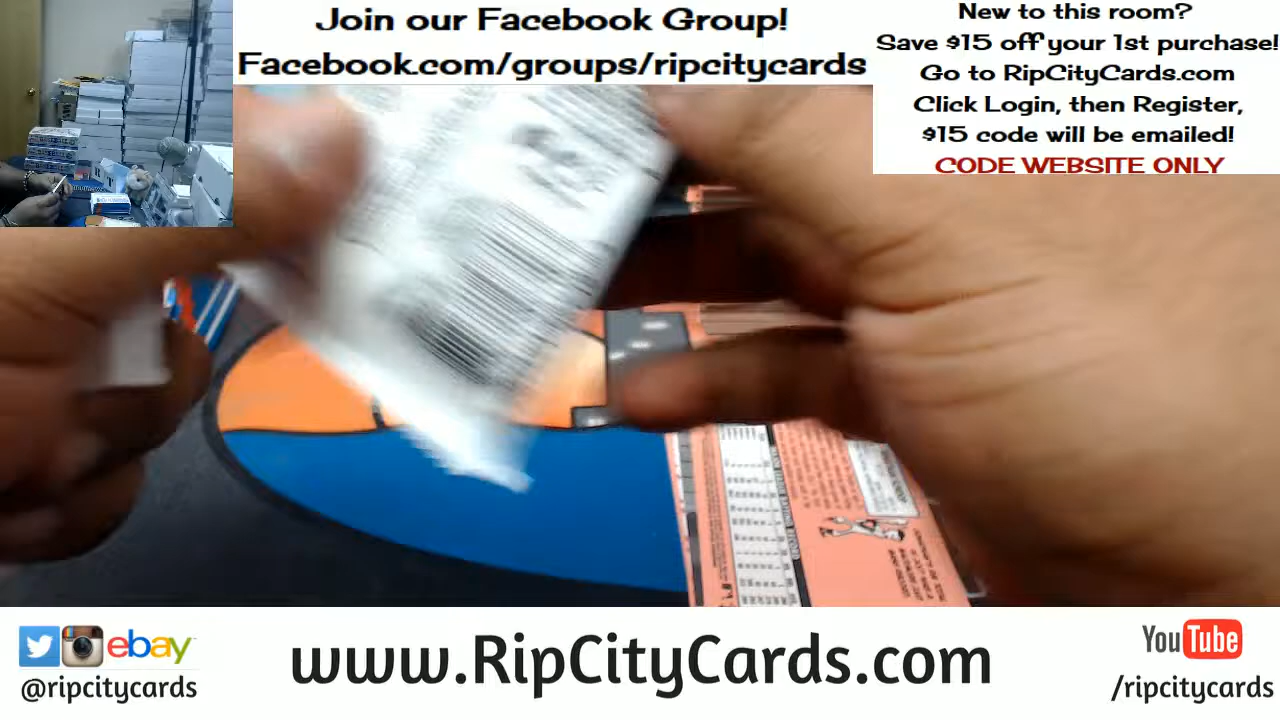 Join our Facebook Group!
Facebook.com/groups/ripcitycards
New to this room?
Save $15 off your 1st purchase!
Go to RipCityCards.com
Click Login, then Register,
$15 code will be emailed!
CODE WEBSITE ONLY
ebay
@ripcitycards
www.RipCityCards.com
YouTube
/ripcitycards